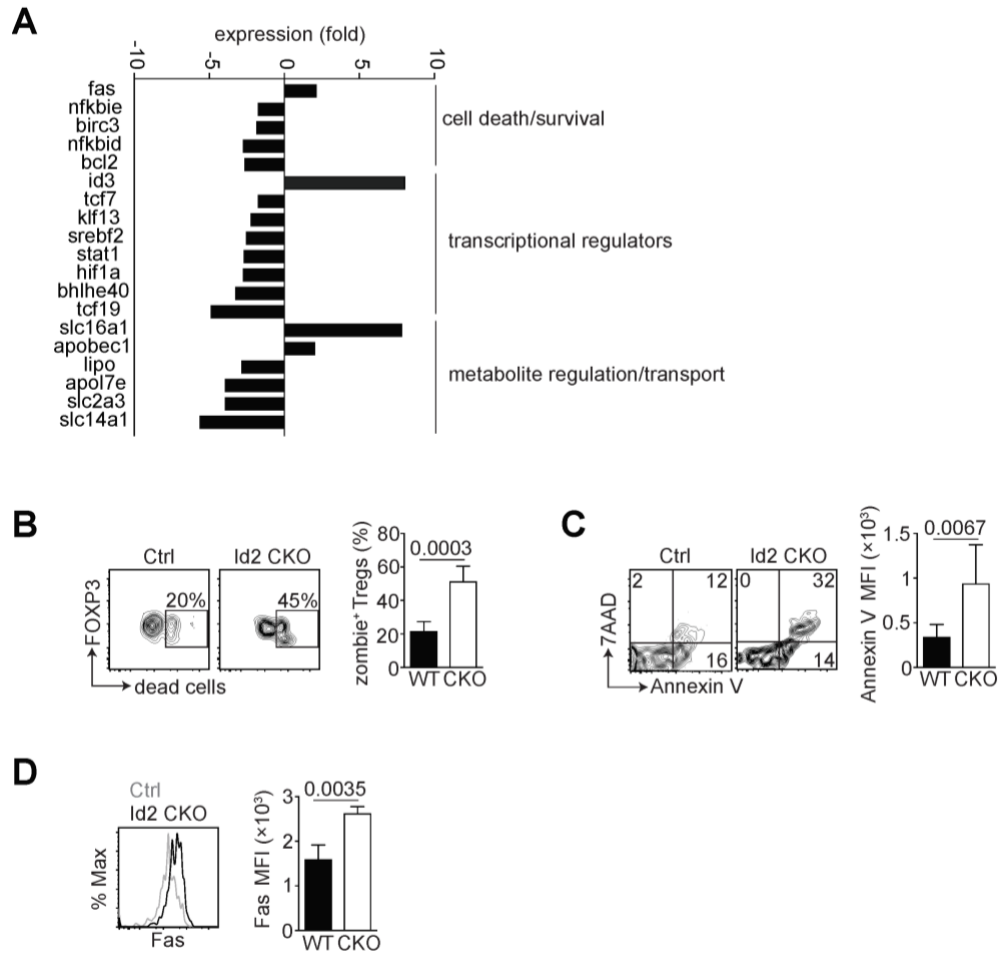 A
expression (fold)
-10 -5 0 5 10
fas
nfkbie
birc3
nfkbid
bcl2
cell death/survival
id3
tcf7
klf13
srebf2
stat1
hif1a
bhlhe40
tcf19
transcriptional regulators
slc16a1
apobec1
lipo
apol7e
slc2a3
slc14a1
metabolite regulation/transport
B
Ctrl Id2 CKO
20% 45%
FOXP3
dead cells
zombie⁺ Tregs (%)
80
60
40
20
0
0.0003
WT CKO
C
Ctrl Id2 CKO
2 12 0 32
16 14
7AAD
Annexin V
Annexin V MFI (×10³)
1.5
1
0.5
0
0.0067
WT CKO
D
Ctrl
Id2 CKO
% Max
Fas
Fas MFI (×10³)
3
2
1
0
0.0035
WT CKO